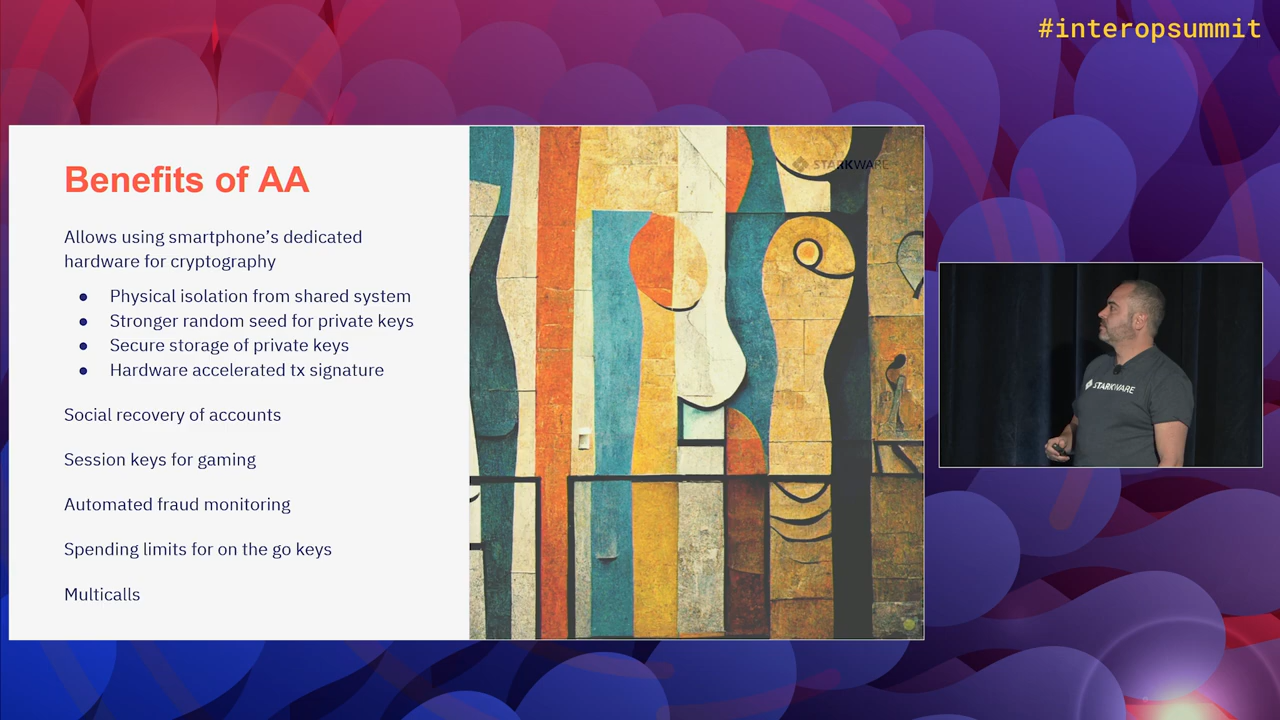 #interopsummit
Benefits of AA
Allows using smartphone's dedicated
hardware for cryptography
● Physical isolation from shared system
● Stronger random seed for private keys
● Secure storage of private keys
● Hardware accelerated tx signature
Social recovery of accounts
Session keys for gaming
Automated fraud monitoring
Spending limits for on the go keys
Multicalls
STARKWARE
STARKWARE